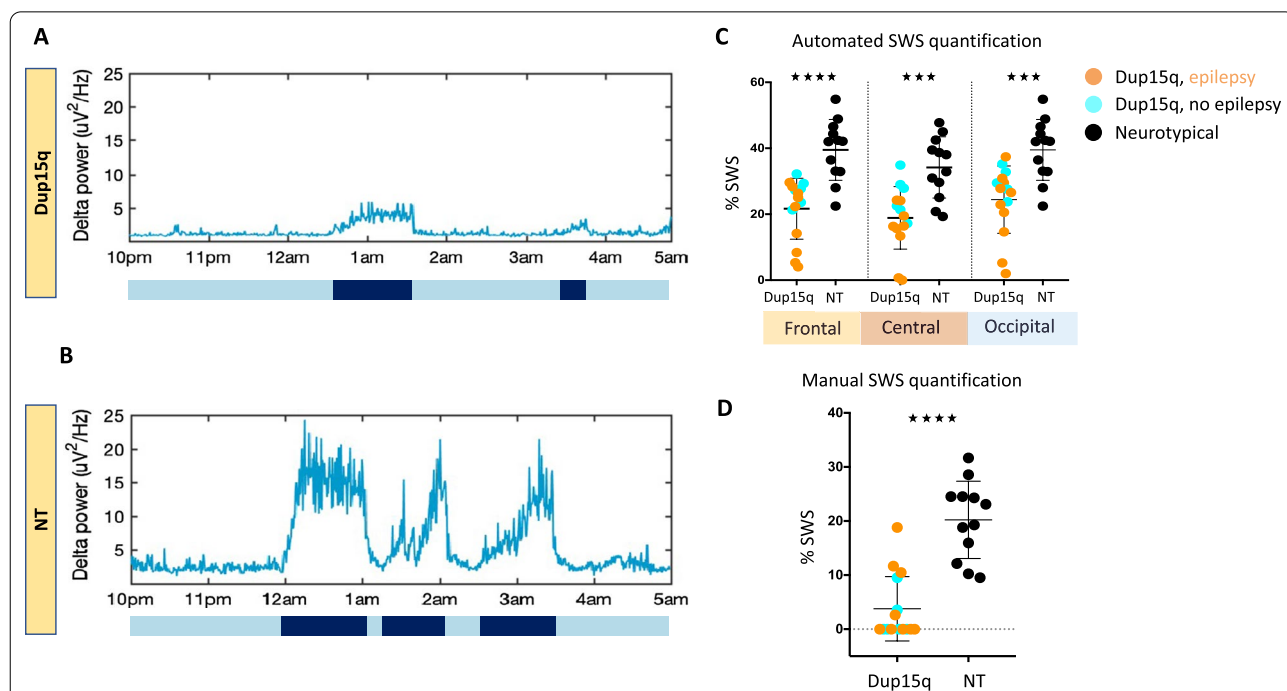 A
Dup15q
Delta power (uV²/Hz)
25
20
15
10
5
10pm 11pm 12am 1am 2am 3am 4am 5am
B
NT
Delta power (uV²/Hz)
25
20
15
10
5
10pm 11pm 12am 1am 2am 3am 5am 4am 5am
C
Automated SWS quantification
★★★★ ★★★ ★★★
% SWS
60
40
20
0
Dup15q NT Dup15q NT Dup15q NT
Frontal Central Occipital
Dup15q, epilepsy
Dup15q, no epilepsy
Neurotypical
Manual SWS quantification
D
★★★★
% SWS
40
30
20
10
0
Dup15q NT